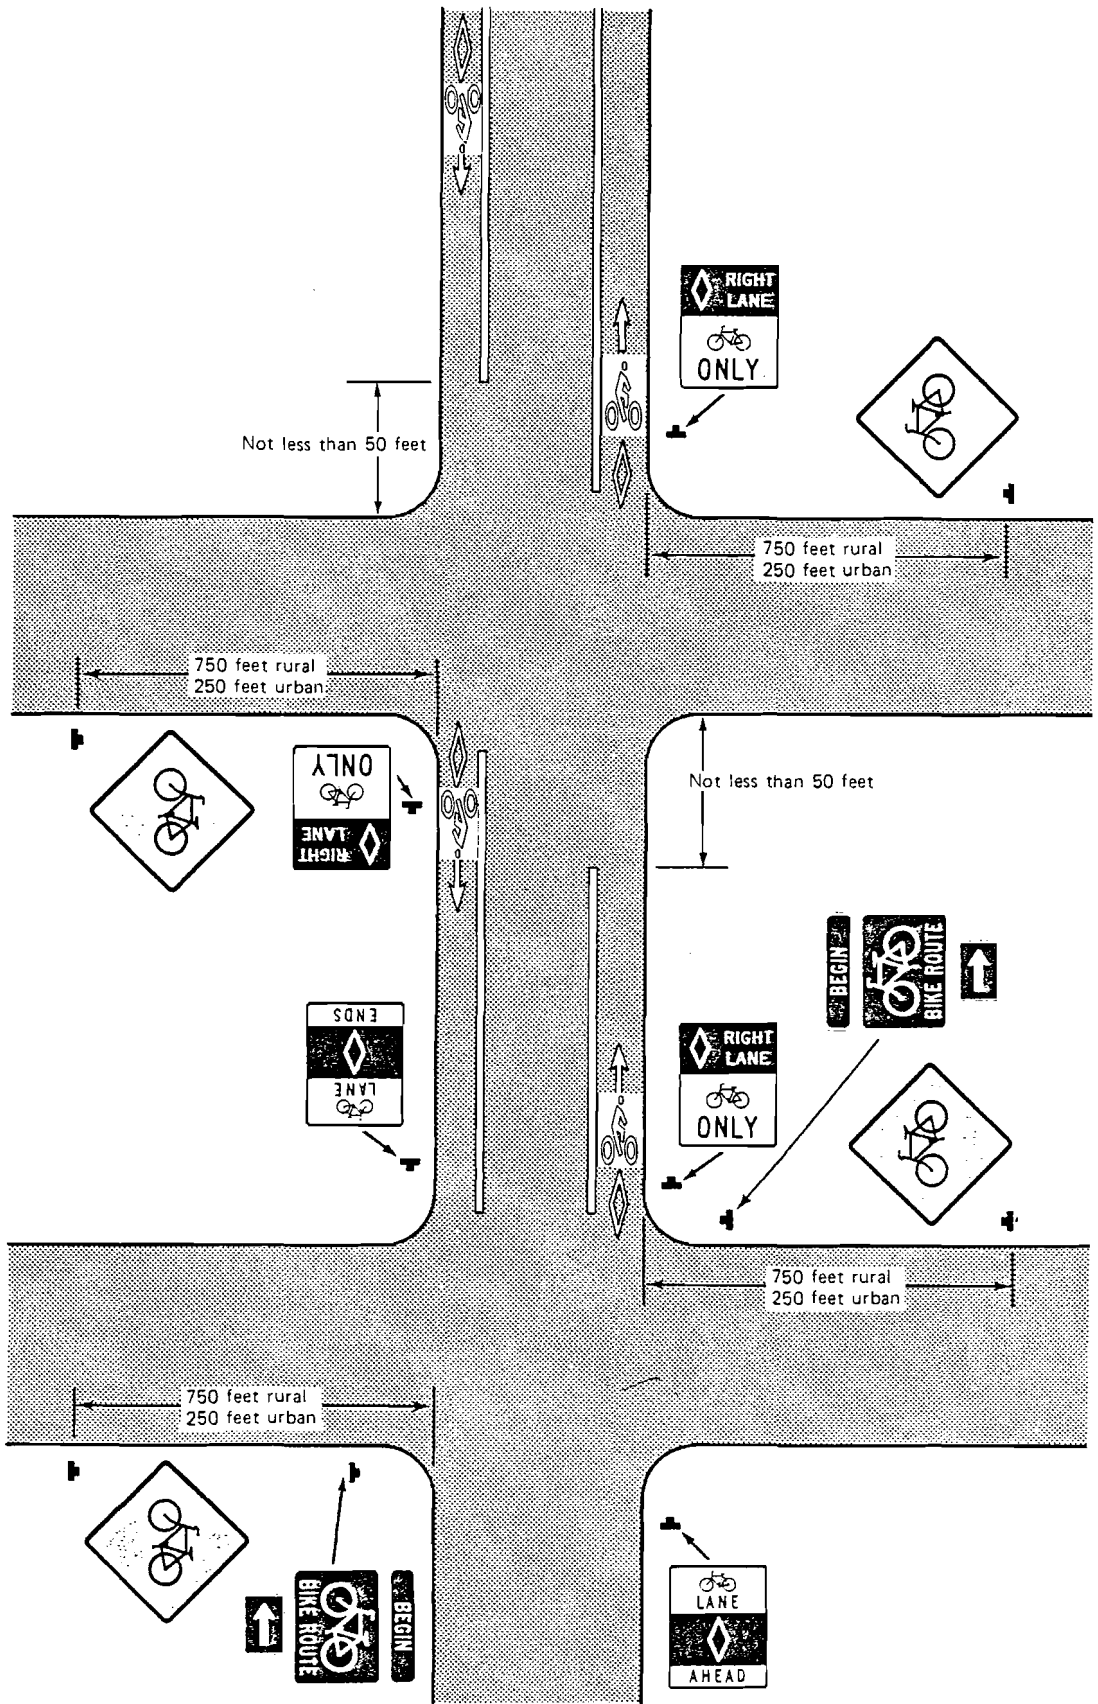 RIGHT
LANE
ONLY
Not less than 50 feet
750 feet rural
250 feet urban
750 feet rural
250 feet urban
ONLY
RIGHT
LANE
Not less than 50 feet
BEGIN
BIKE ROUTE
LANE
ENDS
RIGHT
LANE
ONLY
750 feet rural
250 feet urban
750 feet rural
250 feet urban
BEGIN
BIKE ROUTE
LANE
AHEAD